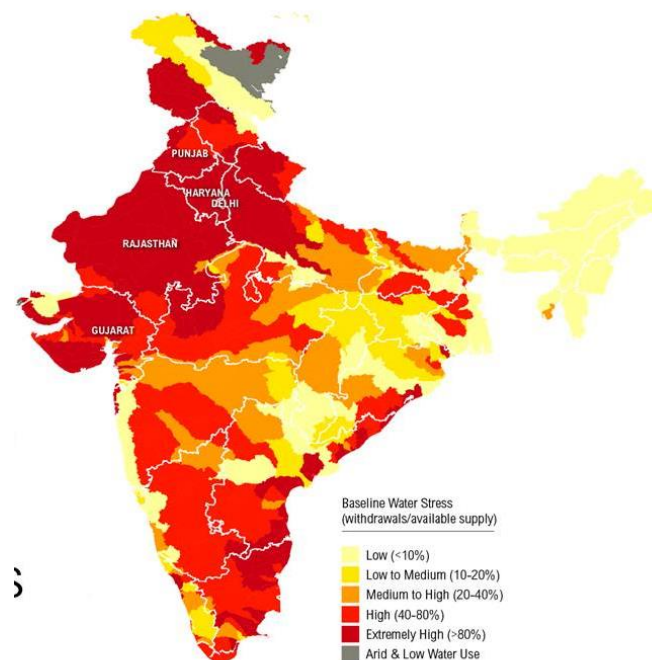 PUNJAB
HARYANA
DELHI
RAJASTHAN
GUJARAT
Baseline Water Stress
(withdrawals/available supply)
Low (<10%)
Low to Medium (10-20%)
Medium to High (20-40%)
High (40-80%)
Extremely High (>80%)
Arid & Low Water Use
s